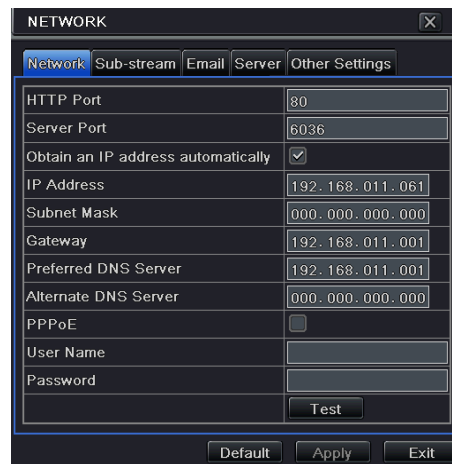 NETWORK
Network Sub-stream Email Server Other Settings
HTTP Port 80
Server Port 6036
Obtain an IP address automatically
IP Address 192.168.011.061
Subnet Mask 000.000.000.000
Gateway 192.168.011.001
Preferred DNS Server 192.168.011.001
Alternate DNS Server 000.000.000.000
PPPoE
User Name
Password
Test
Default Apply Exit